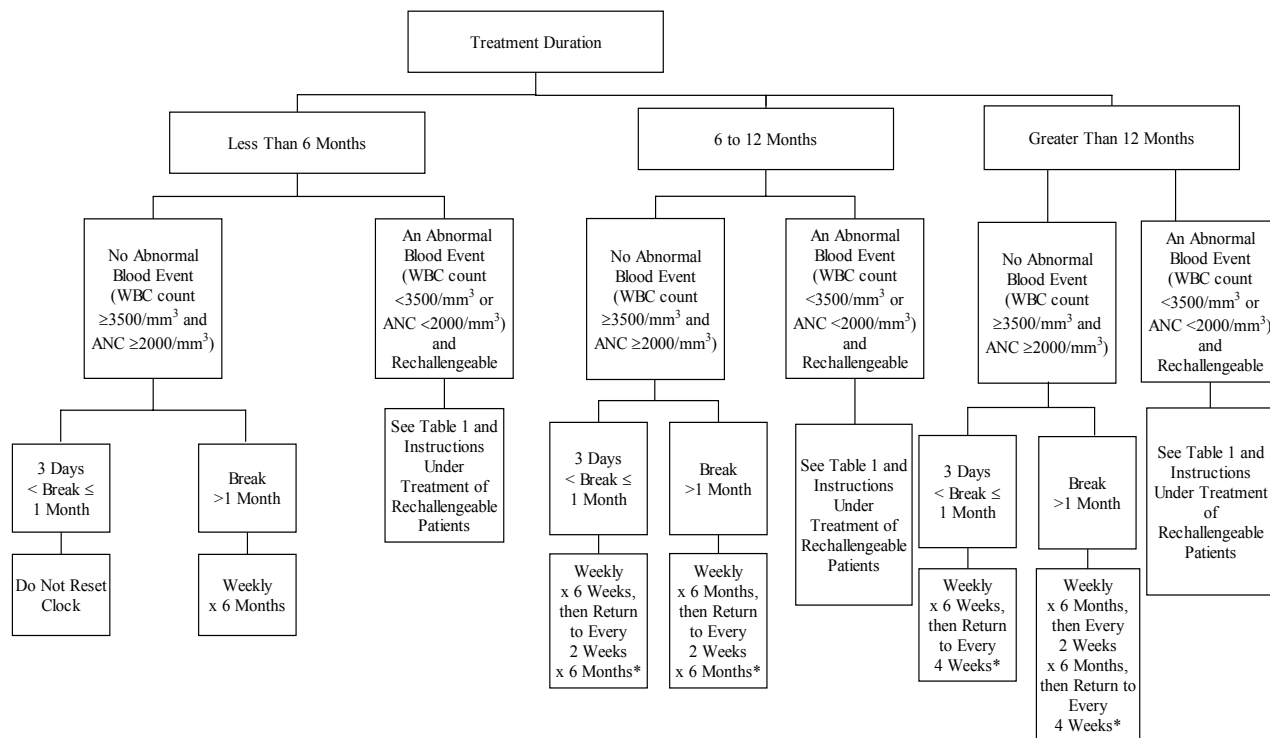 Treatment Duration
Less Than 6 Months
6 to 12 Months
Greater Than 12 Months
No Abnormal
Blood Event
(WBC count
≥3500/mm³ and
ANC ≥2000/mm³)
An Abnormal
Blood Event
(WBC count
<3500/mm³ or
ANC <2000/mm³)
and
Rechallengeable
No Abnormal
Blood Event
(WBC count
≥3500/mm³ and
ANC ≥2000/mm³)
An Abnormal
Blood Event
(WBC count
<3500/mm³ or
ANC <2000/mm³)
and
Rechallengeable
No Abnormal
Blood Event
(WBC count
≥3500/mm³ and
ANC ≥2000/mm³)
An Abnormal
Blood Event
(WBC count
<3500/mm³ or
ANC <2000/mm³)
and
Rechallengeable
3 Days
< Break ≤
1 Month
Break
>1 Month
See Table 1 and
Instructions
Under
Treatment of
Rechallengeable
Patients
3 Days
< Break ≤
1 Month
Break
>1 Month
See Table 1 and
Instructions
Under
Treatment of
Rechallengeable
Patients
3 Days
< Break ≤
1 Month
Break
>1 Month
See Table 1 and
Instructions
Under Treatment
of
Rechallengeable
Patients
Do Not Reset
Clock
Weekly
x 6 Months
Weekly
x 6 Weeks,
then Return
to Every
2 Weeks
x 6 Months*
Weekly
x 6 Months,
then Return
to Every
2 Weeks
x 6 Months*
Weekly
x 6 Weeks,
then Return
to Every
4 Weeks*
Weekly
x 6 Months,
then Every
2 Weeks
x 6 Months,
then Return to
Every
4 Weeks*